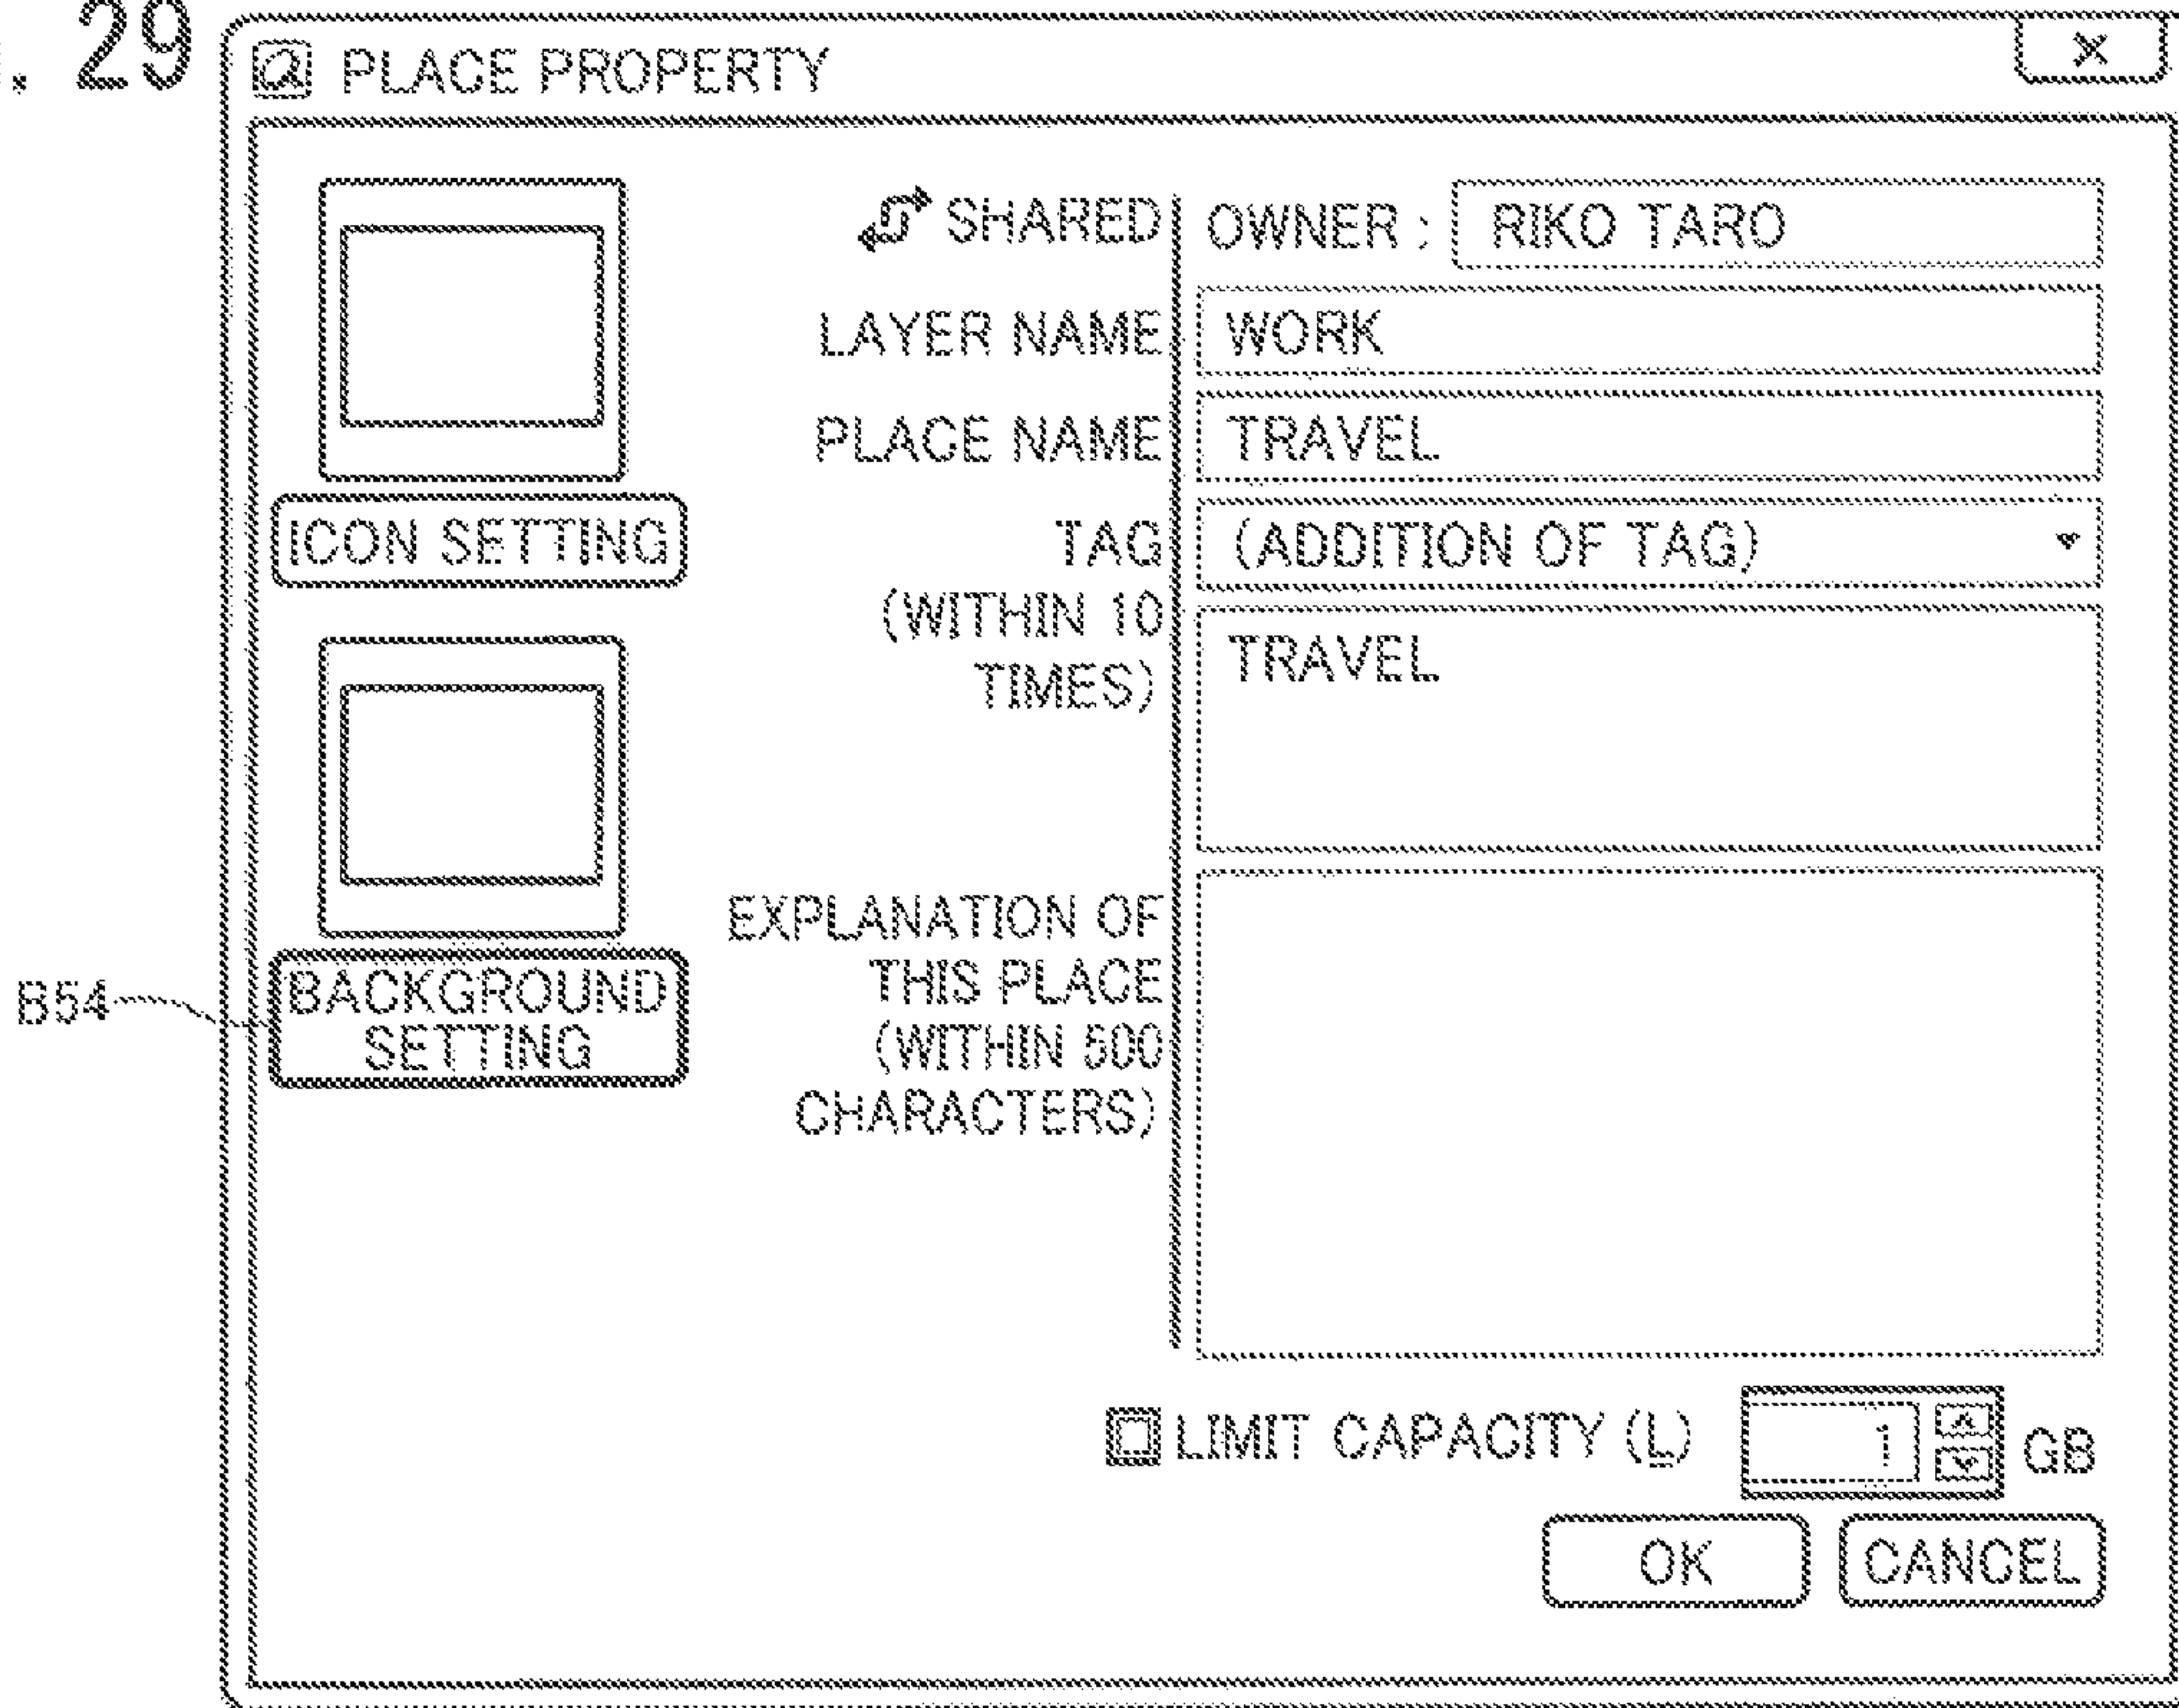 . 29
PLACE PROPERTY
×
SHARED
OWNER : RIKO TARO
LAYER NAME
WORK
PLACE NAME
TRAVEL
ICON SETTING
TAG
(WITHIN 10
TIMES)
(ADDITION OF TAG)
TRAVEL
B54
BACKGROUND
SETTING
EXPLANATION OF
THIS PLACE
(WITHIN 500
CHARACTERS)
LIMIT CAPACITY (L)
1
GB
OK
CANCEL